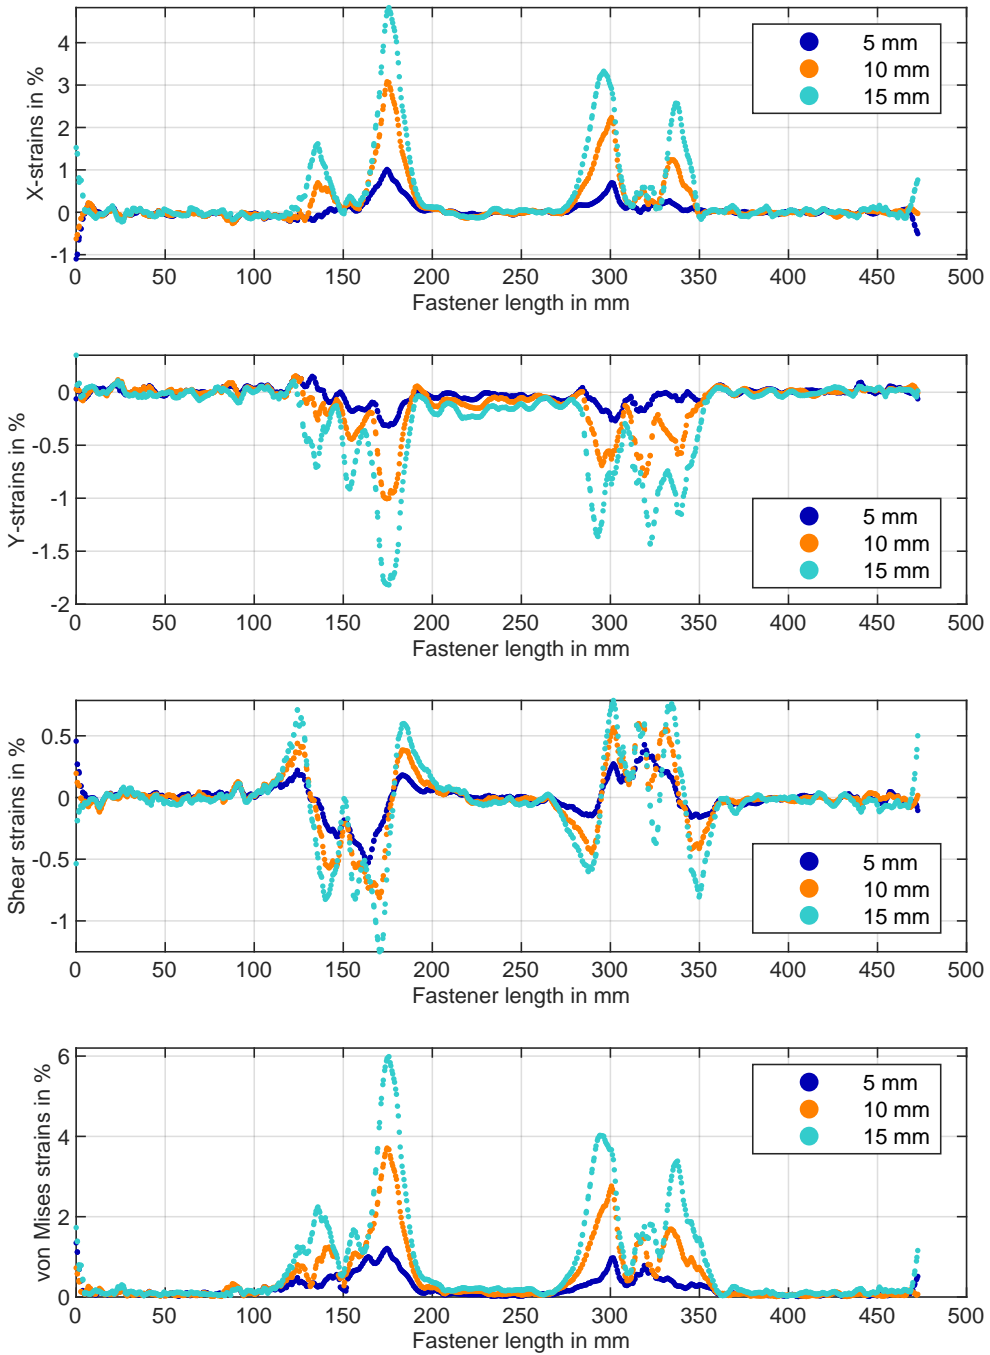 4
3
2
1
0
-1
X-strains in %
5 mm
10 mm
15 mm
0 50 100 150 200 250 300 350 400 450 500
Fastener length in mm
0
-0.5
-1
-1.5
-2
Y-strains in %
5 mm
10 mm
15 mm
0 50 100 150 200 250 300 350 400 450 500
Fastener length in mm
0.5
0
-0.5
-1
Shear strains in %
5 mm
10 mm
15 mm
0 50 100 150 200 250 300 350 400 450 500
Fastener length in mm
6
4
2
0
von Mises strains in %
5 mm
10 mm
15 mm
0 50 100 150 200 250 300 350 400 450 500
Fastener length in mm